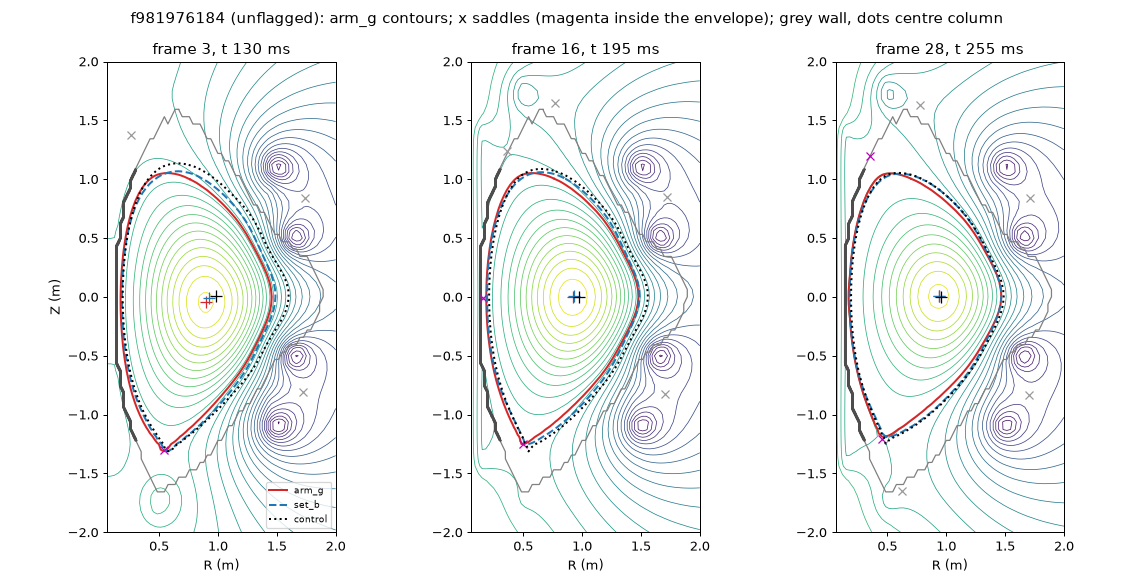 f981976184 (unflagged): arm_g contours; x saddles (magenta inside the envelope); grey wall, dots centre column
frame 3, t 130 ms
frame 16, t 195 ms
frame 28, t 255 ms
2.0
1.5
1.0
0.5
0.0
−0.5
−1.0
−1.5
−2.0
Z (m)
2.0
1.5
1.0
0.5
0.0
−0.5
−1.0
−1.5
−2.0
2.0
1.5
1.0
0.5
0.0
−0.5
−1.0
−1.5
−2.0
arm_g
set_b
control
0.5 1.0 1.5 2.0
0.5 1.0 1.5 2.0
0.5 1.0 1.5 2.0
R (m)
R (m)
R (m)